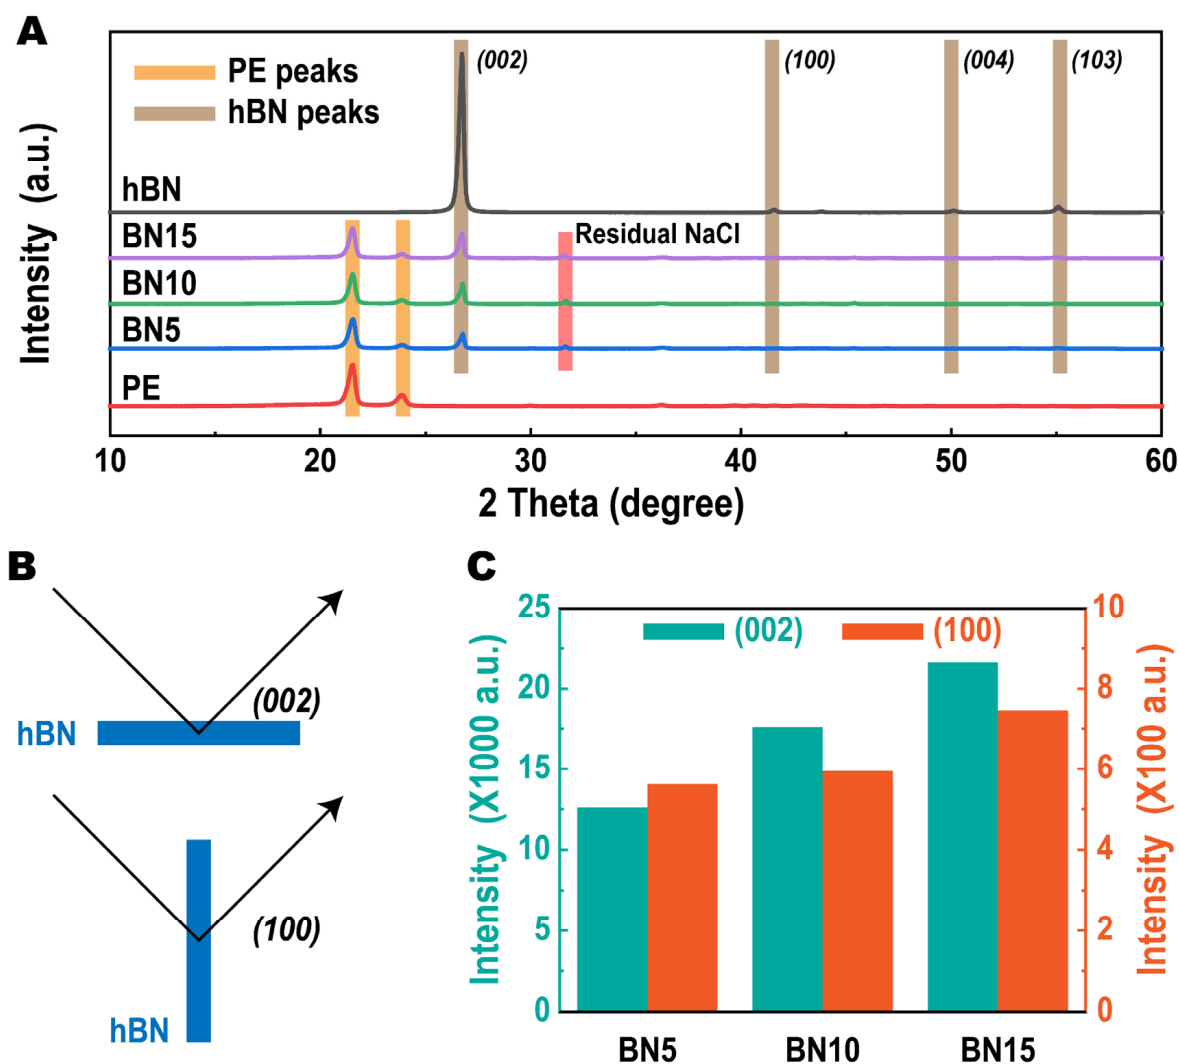 A
PE peaks
hBN peaks
(002)
(100)
(004)
(103)
Intensity (a.u.)
hBN
BN15
Residual NaCl
BN10
BN5
PE
10 20 30 40 50 60
2 Theta (degree)
B
(002)
hBN
(100)
hBN
C
(002)
(100)
Intensity (X1000 a.u.)
25
20
15
10
5
0
Intensity (X100 a.u.)
10
8
6
4
2
0
BN5 BN10 BN15